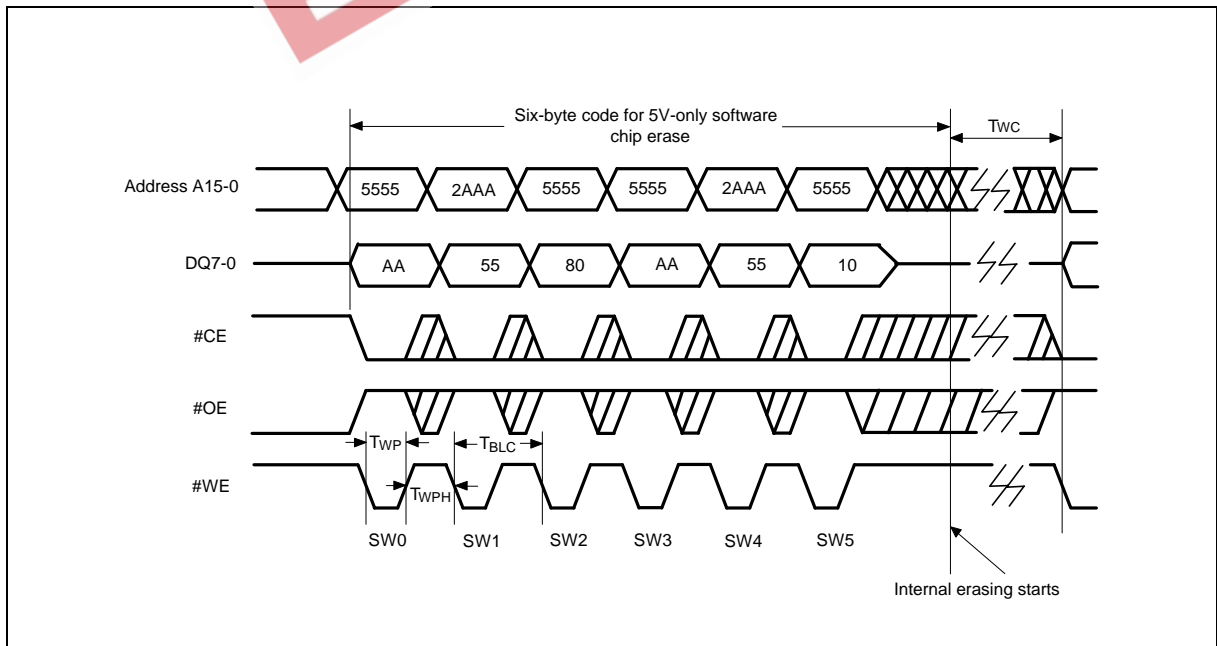 Six-byte code for 5V-only software
chip erase
TWC
Address A15-0
5555
2AAA
5555
5555
2AAA
5555
DQ7-0
AA
55
80
AA
55
10
#CE
#OE
TWP
TBLC
#WE
TWPH
SW0
SW1
SW2
SW3
SW4
SW5
Internal erasing starts